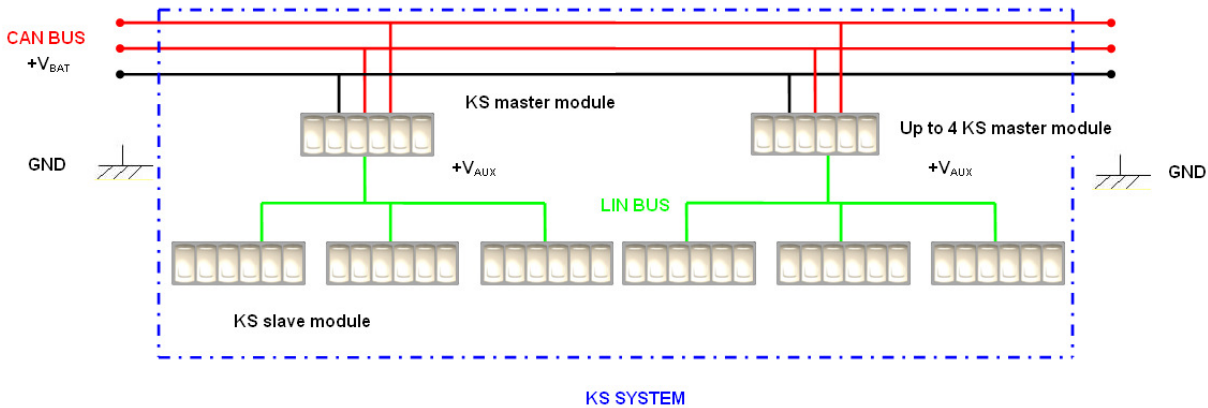 CAN BUS
+VBAT
KS master module
Up to 4 KS master module
GND
+VAUX
+VAUX
GND
LIN BUS
KS slave module
KS SYSTEM